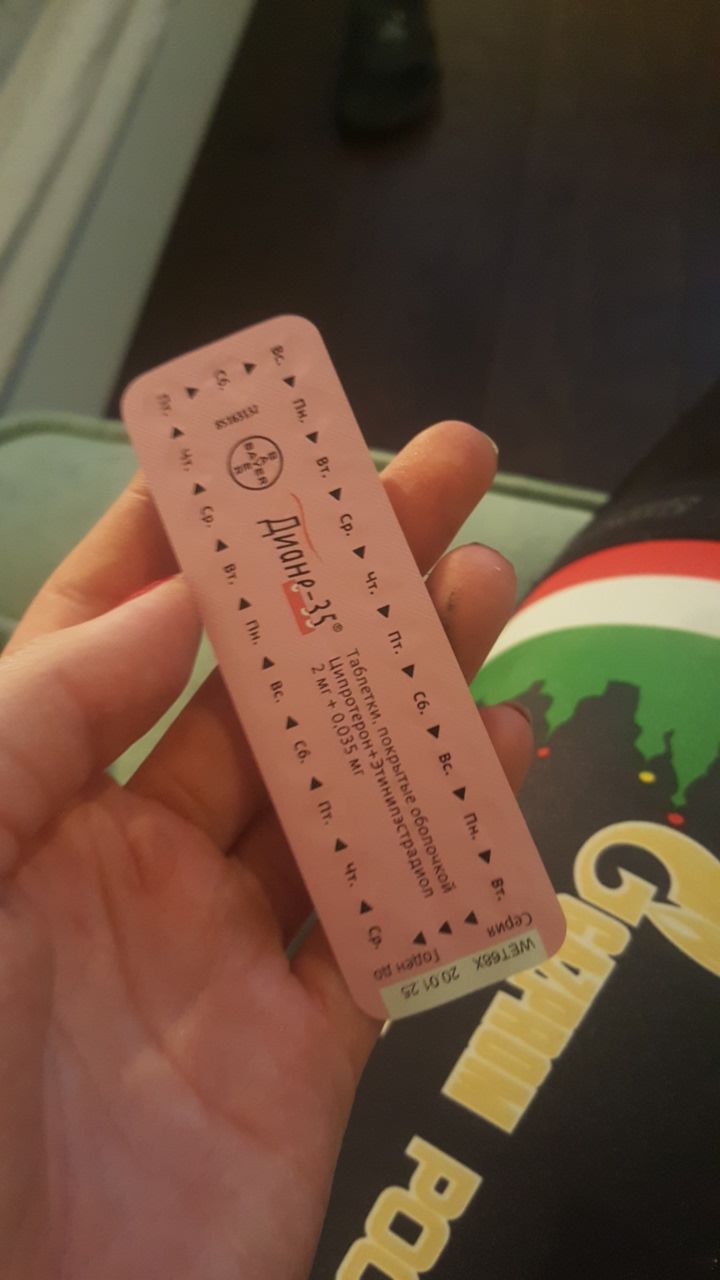 Вс. ▶ Пн. ▶ Вт. ▶ Ср. ▶ Чт. ▶ Пт. ▶ Сб. ▶ Вс. ▶ Пн. ▶ Вт.
BAYER
BAYER
Диане-35®
Таблетки, покрытые оболочкой
Ципротерон+Этинилэстрадиол
2 мг + 0,035 мг
Ср. Чт. Пт. Сб. Вс. Пн. Вт. Ср. Чт. Пт. Сб.
Серия
Годен до
WET68X 20.01.25
GAZPROM